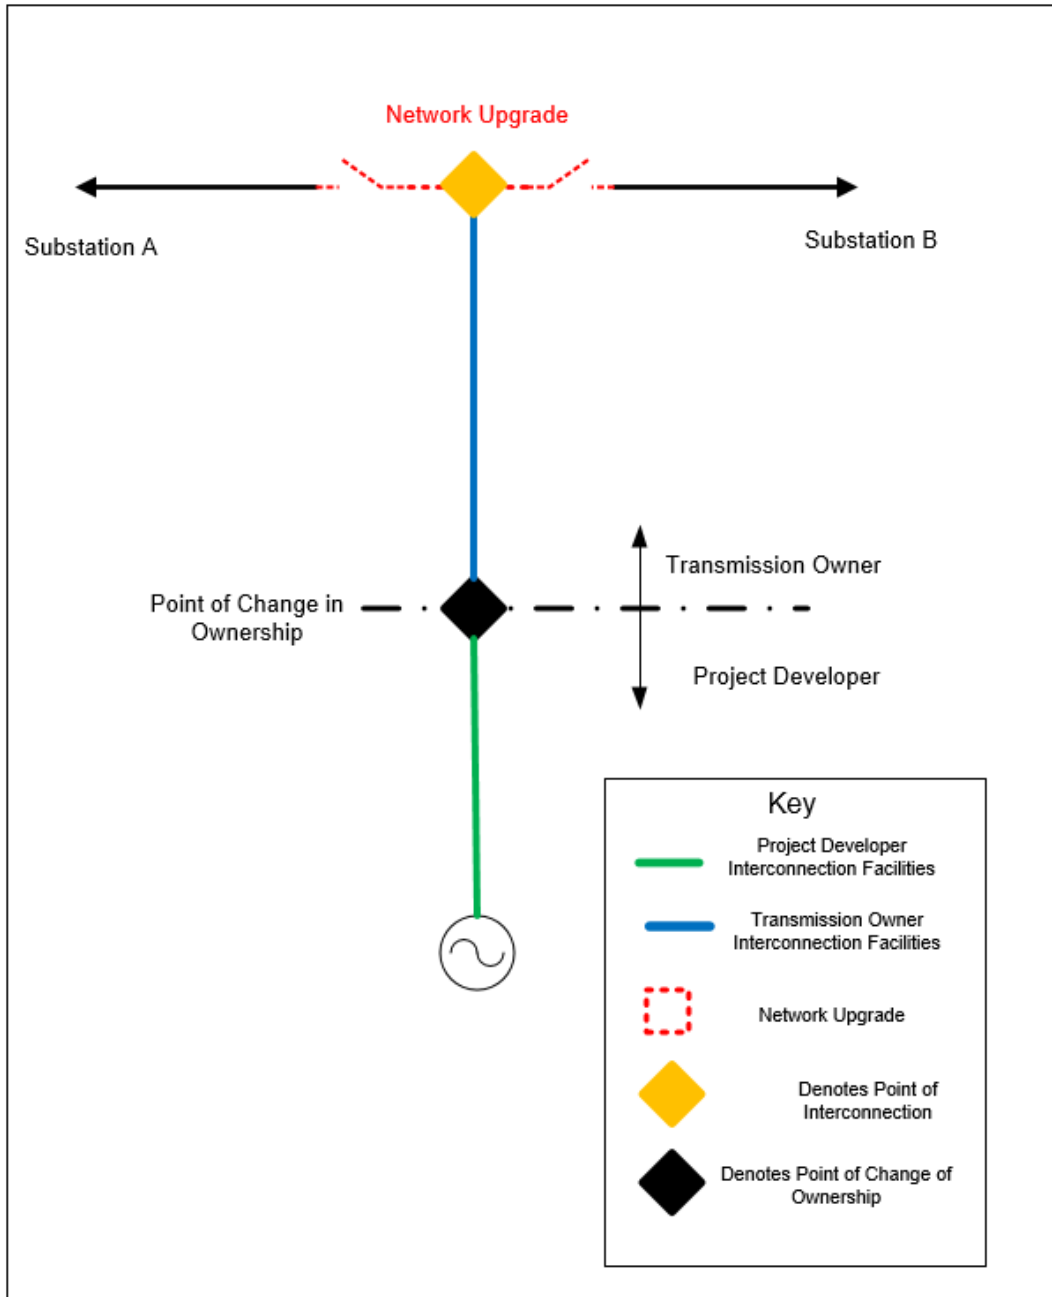 Network Upgrade
Substation A
Substation B
Point of Change in
Ownership
Transmission Owner
Project Developer
Key
Project Developer
Interconnection Facilities
Transmission Owner
Interconnection Facilities
Network Upgrade
Denotes Point of
Interconnection
Denotes Point of Change of
Ownership